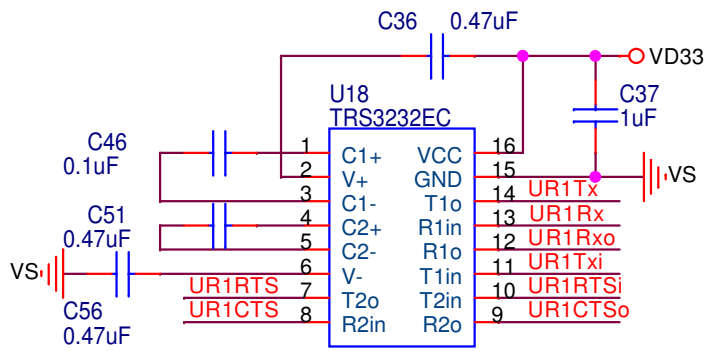 C36 0.47uF
VD33
U18
TRS3232EC
C37
1uF
C46
0.1uF
1 C1+ VCC 16
2 V+ GND 15
VS
3 C1- T1o 14 UR1Tx
C51
0.47uF
4 C2+ R1in 13 UR1Rx
5 C2- R1o 12 UR1Rxo
VS
6 V- T1in 11 UR1Txi
C56
0.47uF
UR1RTS 7 T2o T2in 10 UR1RTSi
UR1CTS 8 R2in R2o 9 UR1CTSo